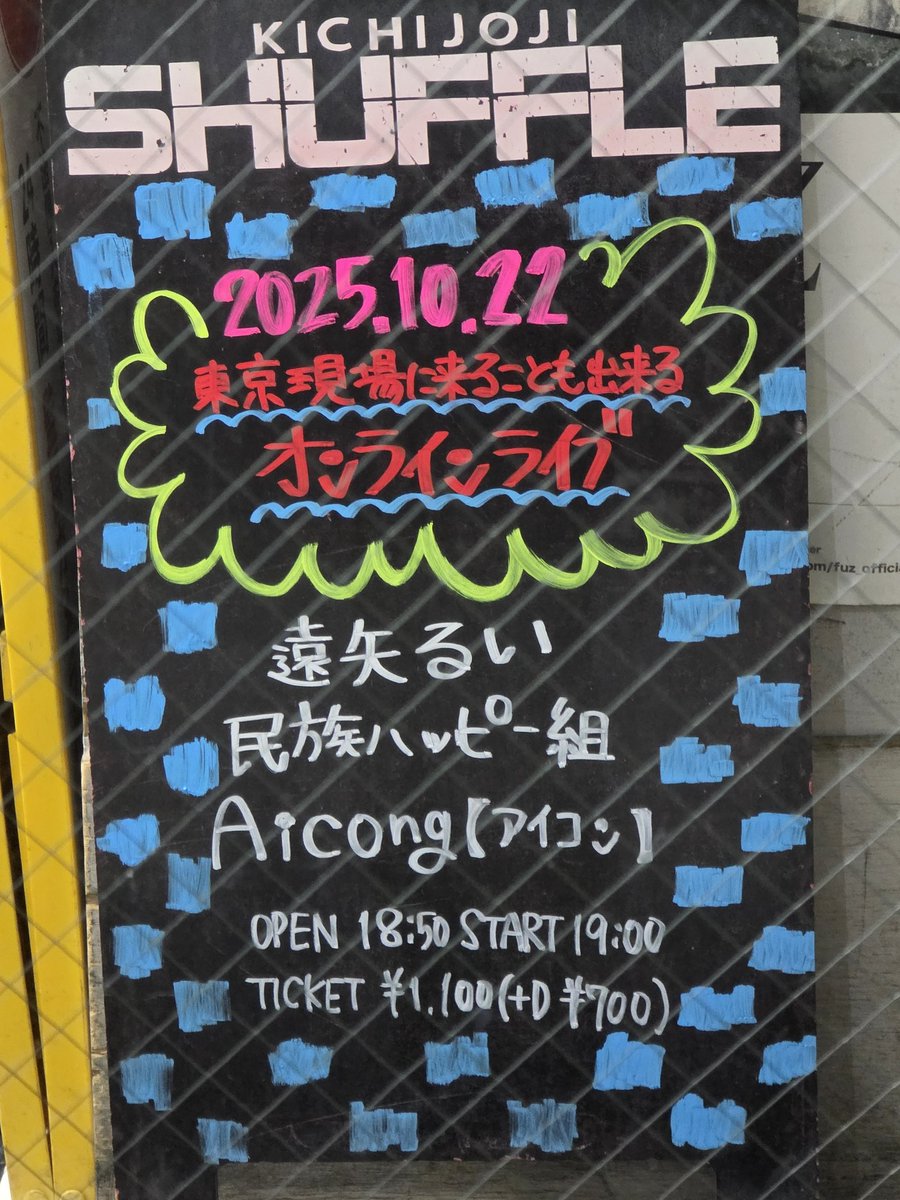 KICHIJOJI
SHUFFLE
2025.10.22
東京現場に来ることも出来る
オンラインライブ
遠矢るい
民族ハッピー組
Aicong【アイコン】
OPEN 18:50 START 19:00
TICKET ¥1,100(+D ¥700)
om/fuz_officia